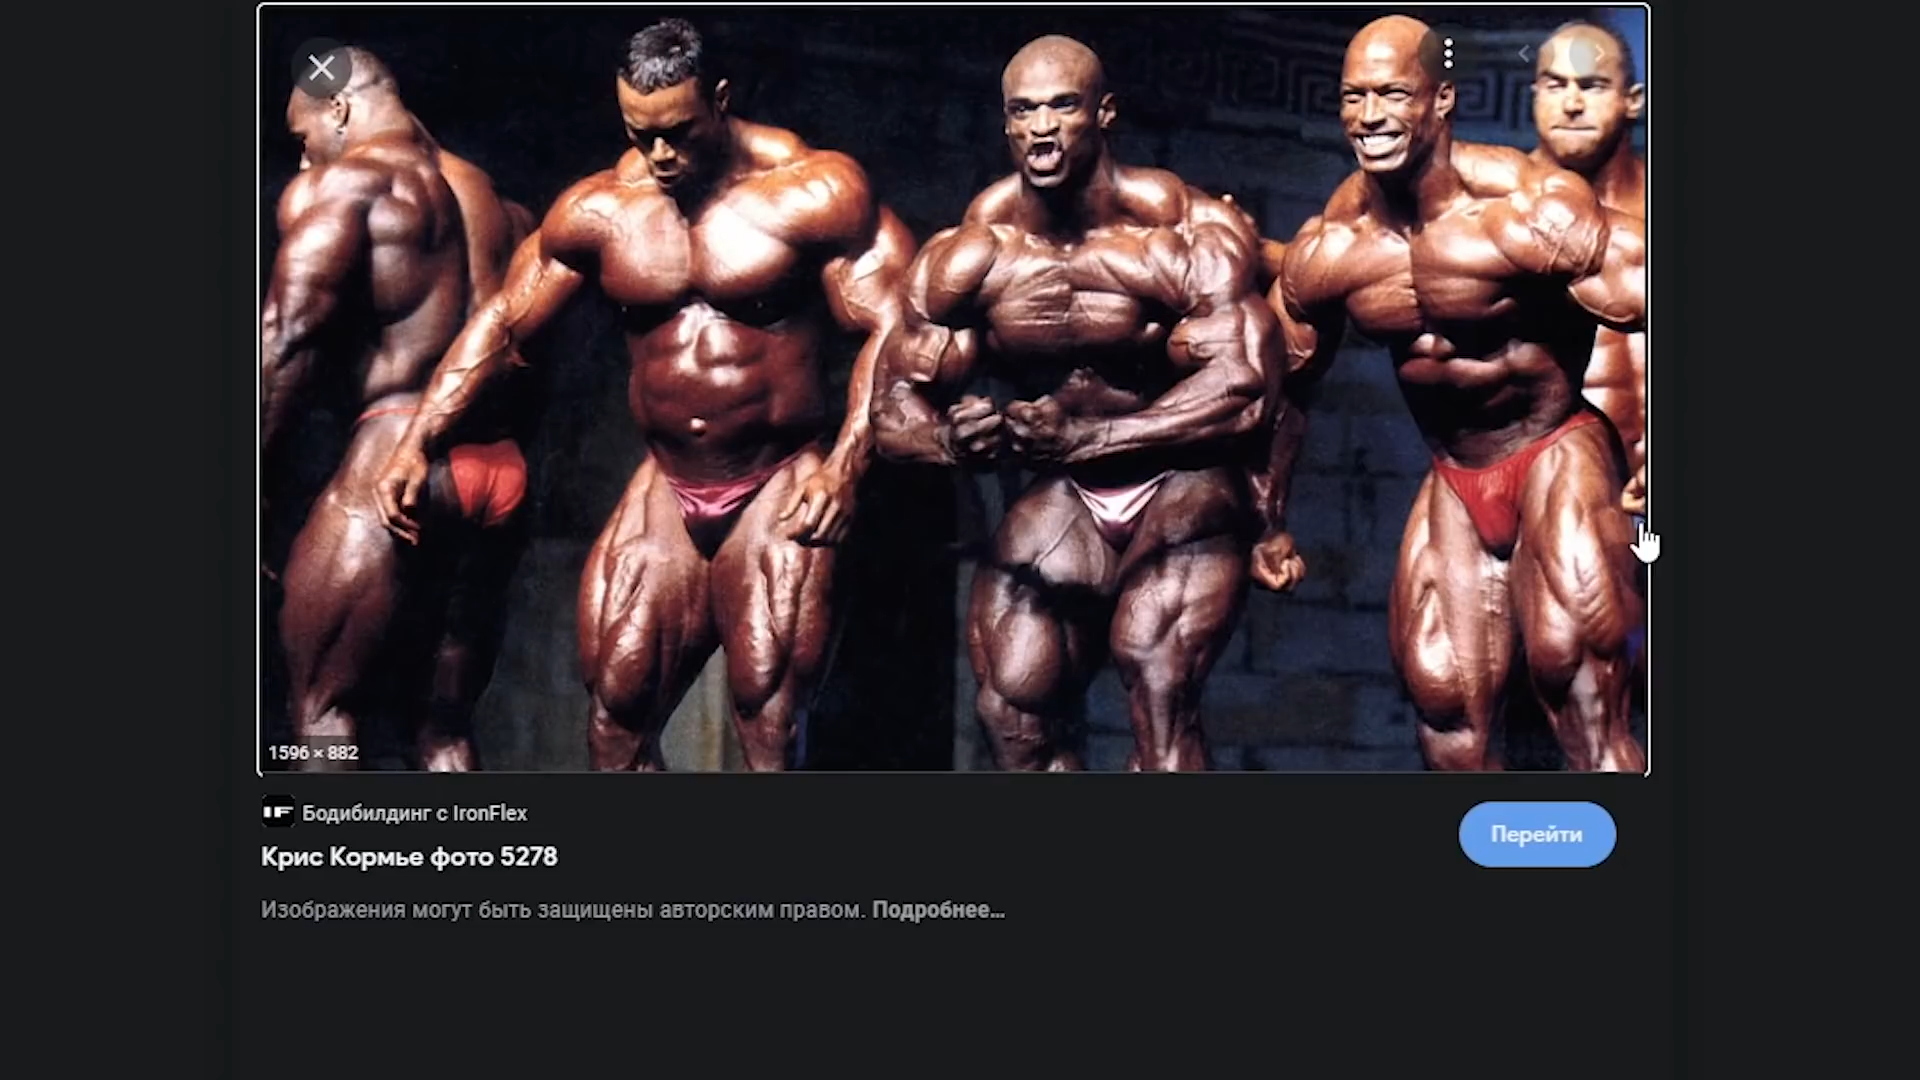 1596 × 882
IF Бодибилдинг с IronFlex
Перейти
Крис Кормье фото 5278
Изображения могут быть защищены авторским правом. Подробнее...